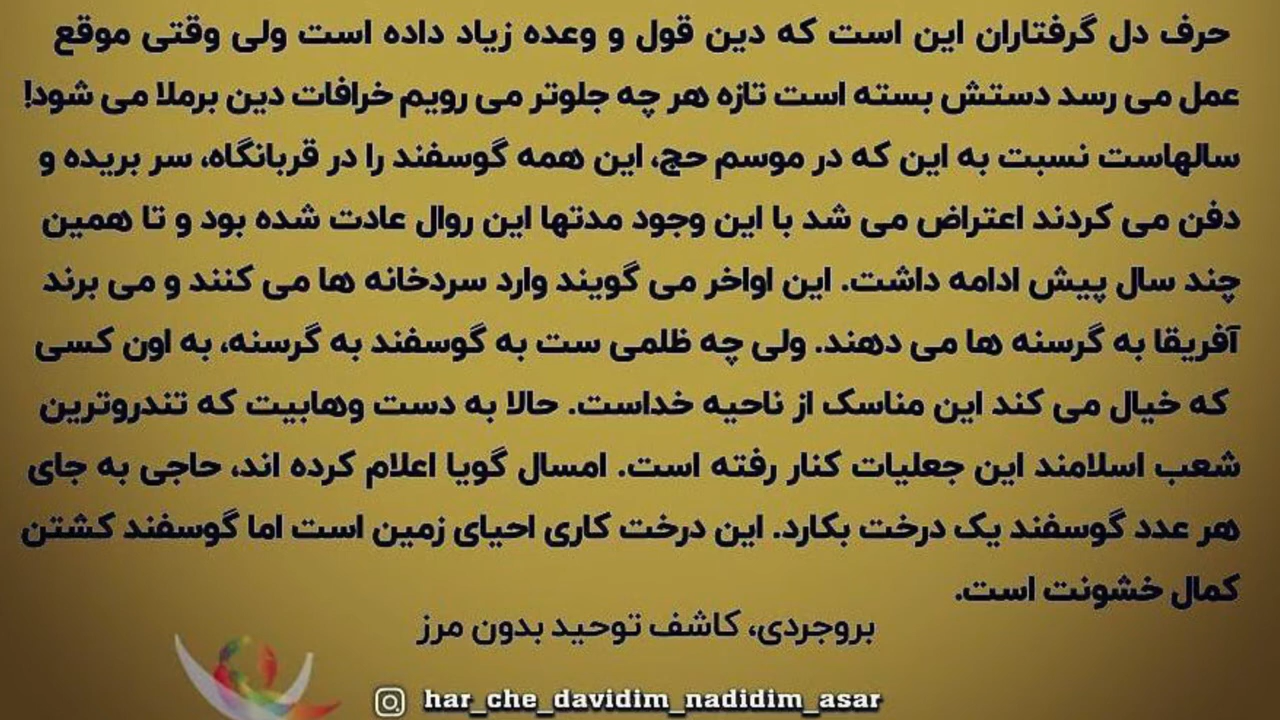 حرف دل گرفتاران این است که دین قول و وعده زیاد داده است ولی وقتی موقع
عمل می رسد دستش بسته است تازه هر چه جلوتر می رویم خرافات دین برملا می شود!
سالهاست نسبت به این که در موسم حج، این همه گوسفند را در قربانگاه، سر بریده و
دفن می کردند اعتراض می شد با این وجود مدتها این روال عادت شده بود و تا همین
چند سال پیش ادامه داشت. این اواخر می گویند وارد سردخانه ها می کنند و می برند
آفریقا به گرسنه ها می دهند. ولی چه ظلمی ست به گوسفند به گرسنه، به اون کسی
که خیال می کند این مناسک از ناحیه خداست. حالا به دست وهابیت که تندروترین
شعب اسلامند این جعلیات کنار رفته است. امسال گویا اعلام کرده اند، حاجی به جای
هر عدد گوسفند یک درخت بکارد. این درخت کاری احیای زمین است اما گوسفند کشتن
کمال خشونت است.
بروجردی، کاشف توحید بدون مرز
har_che_davidim_nadidim_asar